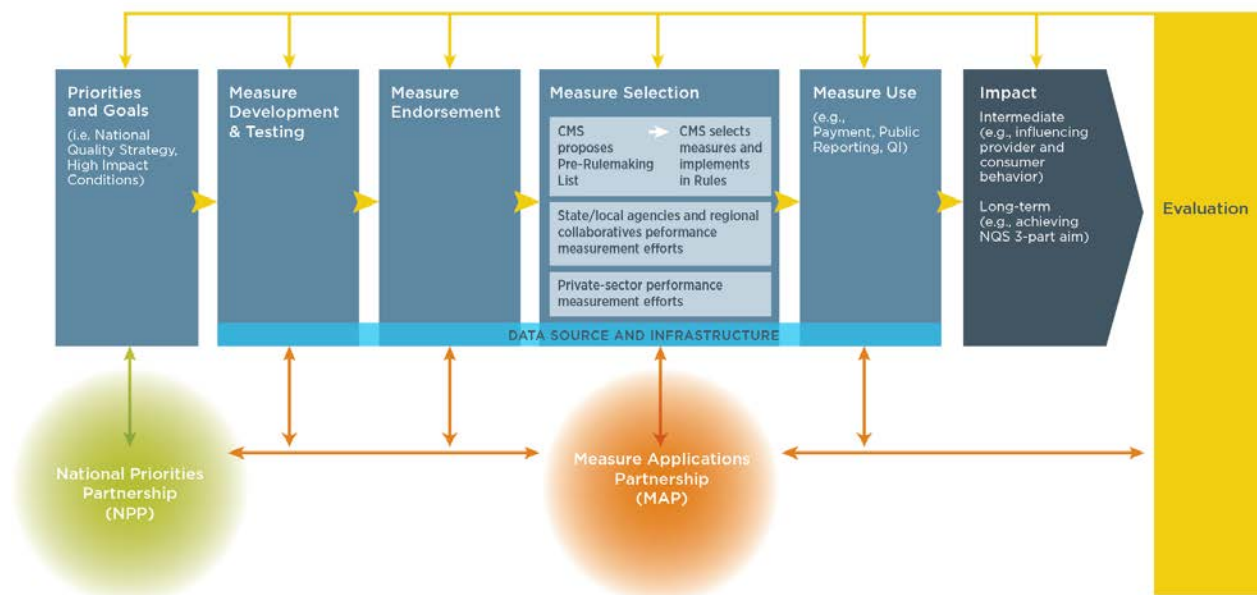 Priorities
and Goals
(i.e. National
Quality Strategy,
High Impact
Conditions)
Measure
Development
& Testing
Measure
Endorsement
Measure Selection
CMS
proposes
Pre-Rulemaking
List
CMS selects
measures and
implements
in Rules
State/local agencies and regional
collaboratives peformance
measurement efforts
Private-sector performance
measurement efforts
Measure Use
(e.g.,
Payment, Public
Reporting, QI)
Impact
Intermediate
(e.g., influencing
provider and
consumer
behavior)
Long-term
(e.g., achieving
NQS 3-part aim)
Evaluation
DATA SOURCE AND INFRASTRUCTURE
National Priorities
Partnership
(NPP)
Measure Applications
Partnership
(MAP)